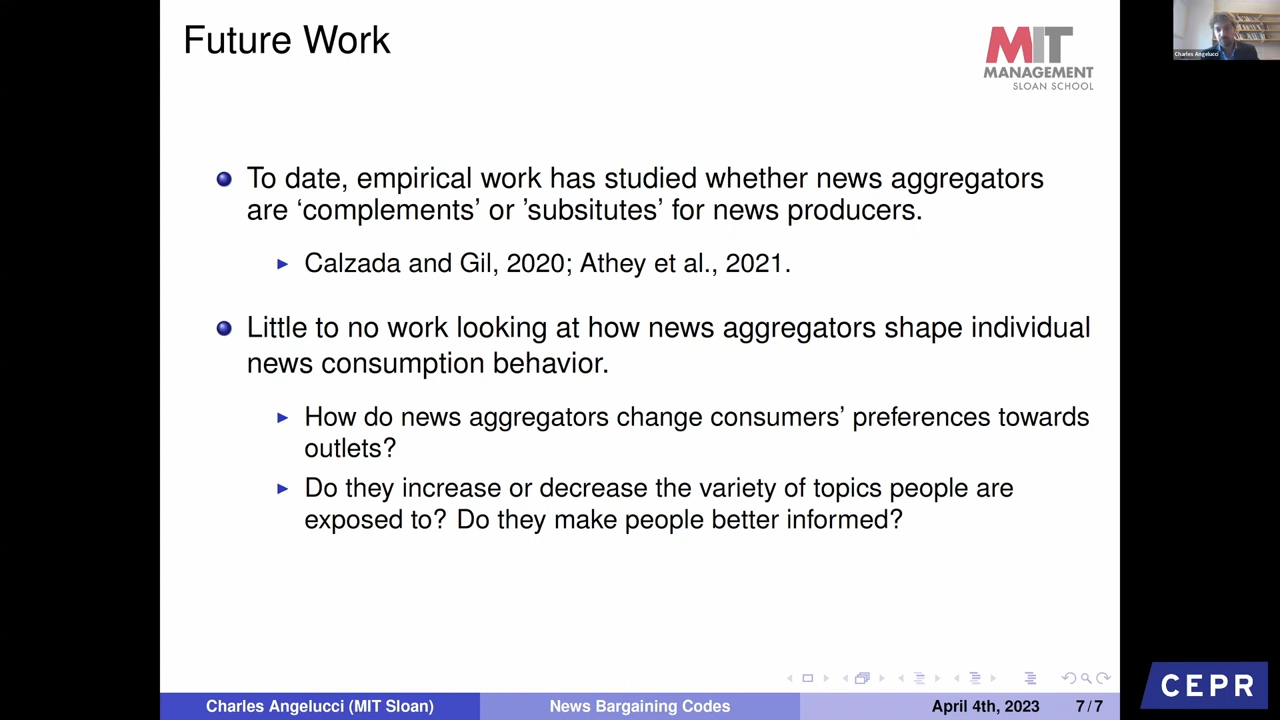 Future Work
MIT
MANAGEMENT
SLOAN SCHOOL
Charles Angelucci
To date, empirical work has studied whether news aggregators
are ‘complements’ or ’subsitutes’ for news producers.
Calzada and Gil, 2020; Athey et al., 2021.
Little to no work looking at how news aggregators shape individual
news consumption behavior.
How do news aggregators change consumers’ preferences towards
outlets?
Do they increase or decrease the variety of topics people are
exposed to? Do they make people better informed?
CEPR
Charles Angelucci (MIT Sloan) News Bargaining Codes April 4th, 2023 7/7